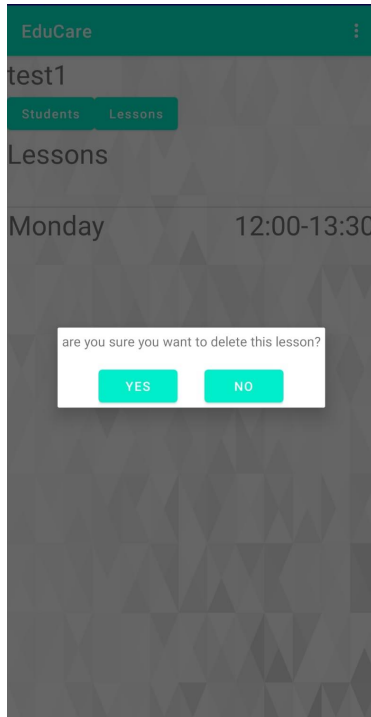 EduCare
test1
Students Lessons
Lessons
Monday 12:00-13:30
are you sure you want to delete this lesson?
YES NO